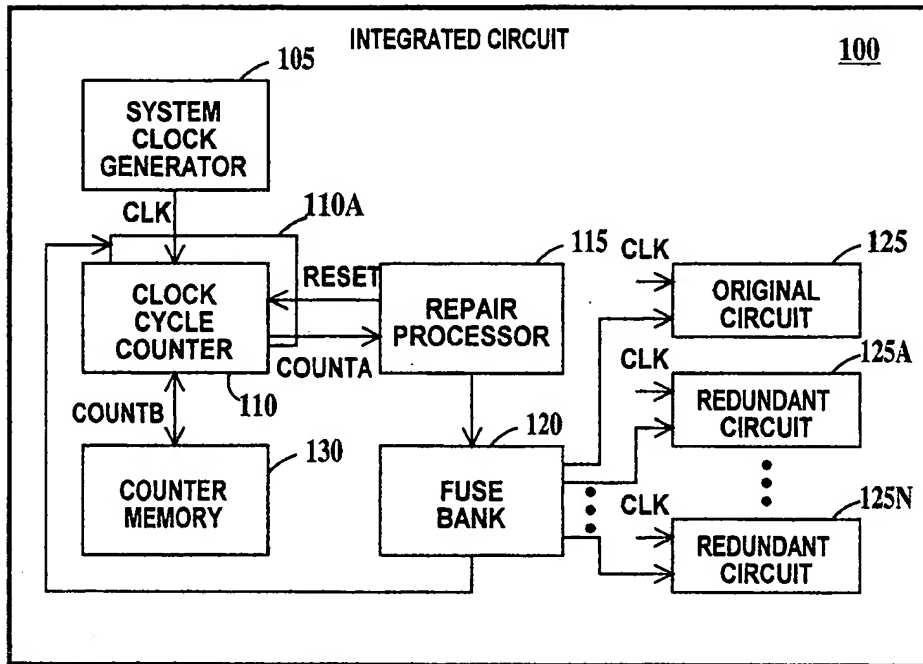 INTEGRATED CIRCUIT
100
105
SYSTEM
CLOCK
GENERATOR
CLK
110A
CLOCK
CYCLE
COUNTER
110
RESET
COUNTA
115
REPAIR
PROCESSOR
COUNTB
130
COUNTER
MEMORY
120
FUSE
BANK
CLK
125
ORIGINAL
CIRCUIT
CLK
125A
REDUNDANT
CIRCUIT
CLK
125N
REDUNDANT
CIRCUIT